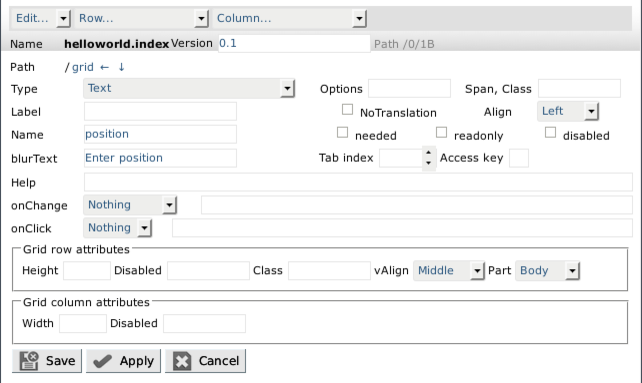 Edit... Row... Column...
Name helloworld.index Version 0.1 Path /0/1B
Path /grid ← ↓
Type Text Options Span, Class
Label NoTranslation Align Left
Name position needed readonly disabled
blurText Enter position Tab index Access key
Help
onChange Nothing
onClick Nothing
Grid row attributes
Height Disabled Class vAlign Middle Part Body
Grid column attributes
Width Disabled
Save Apply Cancel